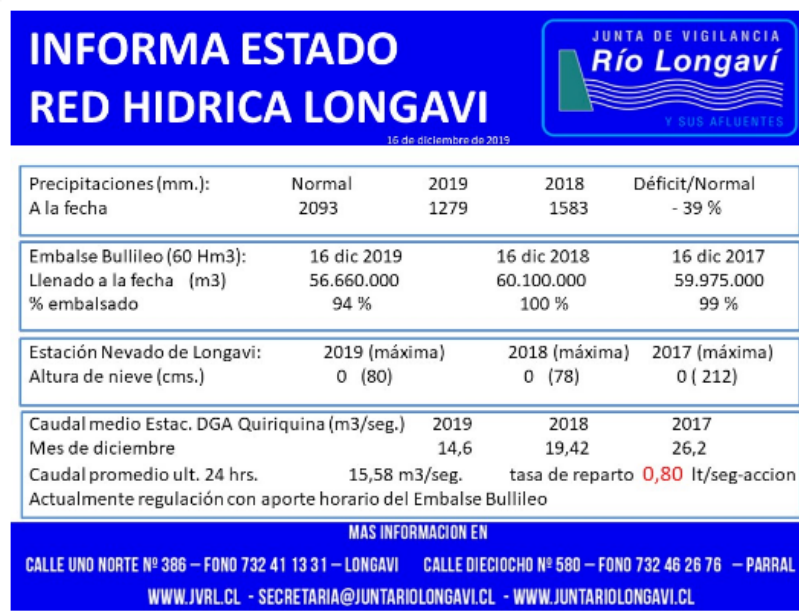 INFORMA ESTADO
RED HIDRICA LONGAVI
16 de diciembre de 2019
JUNTA DE VIGILANCIA
Río Longaví
Y SUS AFLUENTES
Precipitaciones (mm.): Normal 2019 2018 Déficit/Normal
A la fecha 2093 1279 1583 - 39 %
Embalse Bullileo (60 Hm3): 16 dic 2019 16 dic 2018 16 dic 2017
Llenado a la fecha (m3) 56.660.000 60.100.000 59.975.000
% embalsado 94 % 100 % 99 %
Estación Nevado de Longavi: 2019 (máxima) 2018 (máxima) 2017 (máxima)
Altura de nieve (cms.) 0 (80) 0 (78) 0 ( 212)
Caudal medio Estac. DGA Quiriquina (m3/seg.) 2019 2018 2017
Mes de diciembre 14,6 19,42 26,2
Caudal promedio ult. 24 hrs. 15,58 m3/seg. tasa de reparto 0,80 lt/seg-accion
Actualmente regulación con aporte horario del Embalse Bullileo
MAS INFORMACION EN
CALLE UNO NORTE Nº 386 – FONO 732 41 13 31 – LONGAVI CALLE DIECIOCHO Nº 580 – FONO 732 46 26 76 – PARRAL
WWW.JVRL.CL - SECRETARIA@JUNTARIOLONGAVI.CL - WWW.JUNTARIOLONGAVI.CL